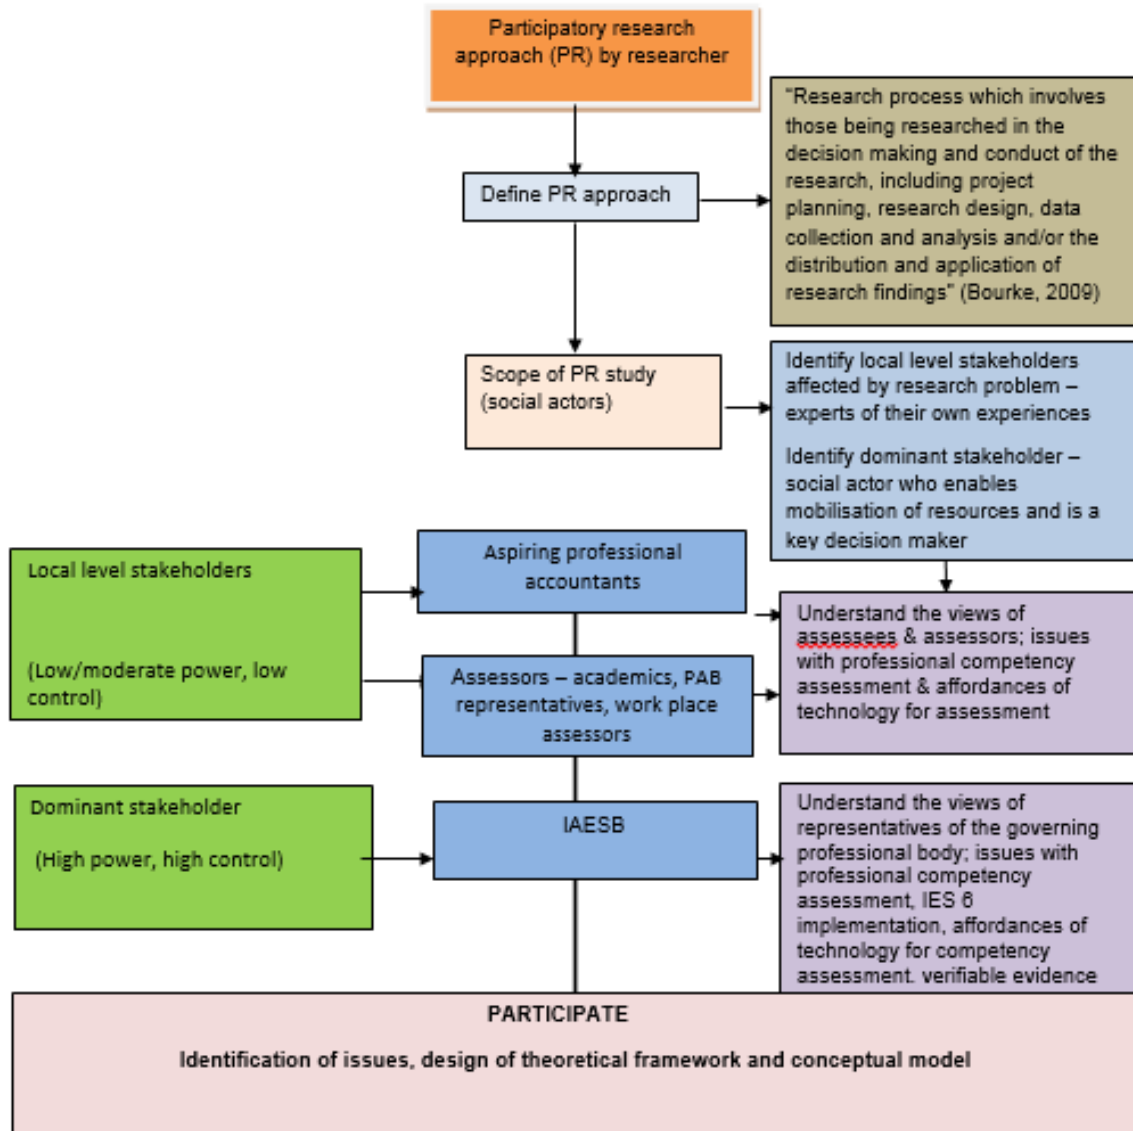 Participatory research
approach (PR) by researcher
"Research process which involves
those being researched in the
decision making and conduct of the
research, including project
planning, research design, data
collection and analysis and/or the
distribution and application of
research findings" (Bourke, 2009)
Define PR approach
Scope of PR study
(social actors)
Identify local level stakeholders
affected by research problem –
experts of their own experiences
Identify dominant stakeholder –
social actor who enables
mobilisation of resources and is a
key decision maker
Local level stakeholders
(Low/moderate power, low
control)
Aspiring professional
accountants
Assessors – academics, PAB
representatives, work place
assessors
Understand the views of
assessees & assessors; issues
with professional competency
assessment & affordances of
technology for assessment
Dominant stakeholder
(High power, high control)
IAESB
Understand the views of
representatives of the governing
professional body; issues with
professional competency
assessment, IES 6
implementation, affordances of
technology for competency
assessment. verifiable evidence
PARTICIPATE
Identification of issues, design of theoretical framework and conceptual model